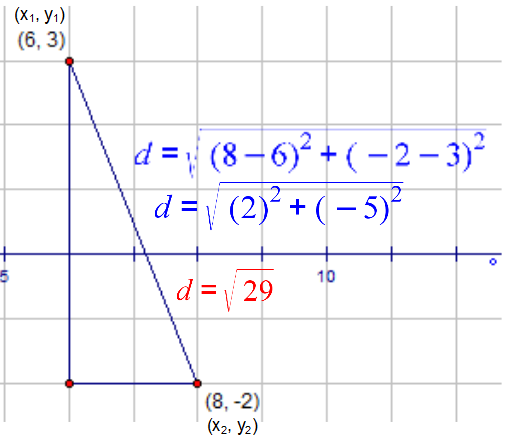 (x₁, y₁)
(6, 3)
d = √(8 − 6)² + ( −2 − 3)²
d = √(2)² + ( − 5)²
5
10
d = √29
(8, -2)
(x₂, y₂)